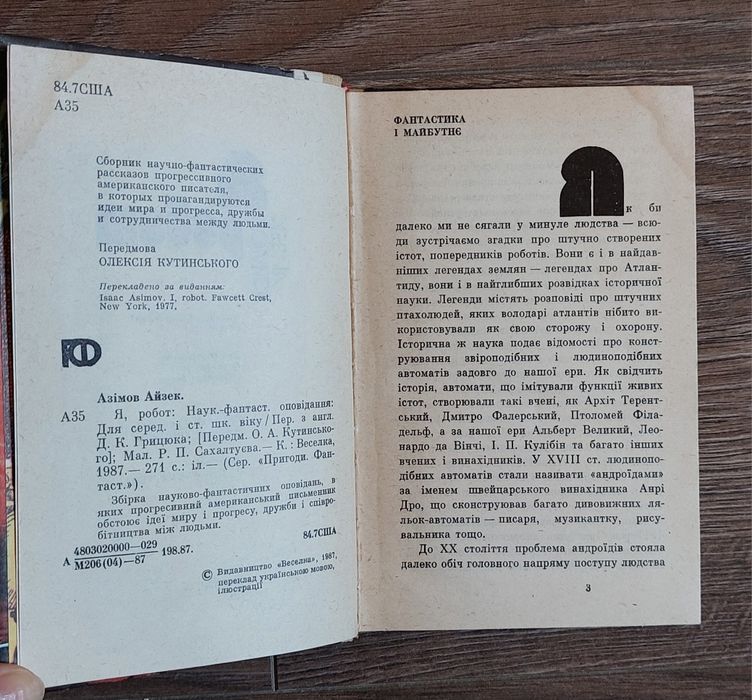 84.7США
А35
Сборник научно-фантастических
рассказов прогрессивного
американского писателя,
в которых пропагандируются
идеи мира и прогресса, дружбы
и сотрудничества между людьми.
Передмова
ОЛЕКСІЯ КУТИНСЬКОГО
Перекладено за виданням:
Isaac Asimov. I, robot. Fawcett Crest,
New York, 1977.
Азімов Айзек.
А35 Я, робот: Наук.-фантаст. оповідання:
Для серед. і ст. шк. віку / Пер. з англ.
Д. К. Грицюка; [Передм. О. А. Кутинсько-
го]; Мал. Р. П. Сахалтуєва.— К.: Веселка,
1987.— 271 с.: іл.— (Сер. «Пригоди. Фан-
таст.»).
Збірка науково-фантастичних оповідань, в
яких прогресивний американський письменник
обстоює ідеї миру і прогресу, дружби і співро-
бітництва між людьми.
А 4803020000—029
М206(04)—87 198.87.
84.7США
© Видавництво «Веселка», 1987,
переклад українською мовою,
ілюстрації
ФАНТАСТИКА
І МАЙБУТНЄ
Як би
далеко ми не сягали у минуле людства — всю-
ди зустрічаємо згадки про штучно створених
істот, попередників роботів. Вони є і в найдав-
ніших легендах землян — легендах про Атлан-
тиду, вони і в найглибших розвідках історичної
науки. Легенди містять розповіді про штучних
птахолюдей, яких володарі атлантів нібито ви-
користовували як свою сторожу і охорону.
Історична ж наука подає відомості про конст-
руювання звіроподібних і людиноподібних
автоматів задовго до нашої ери. Як свідчить
історія, автомати, що імітували функції живих
істот, створювали такі вчені, як Архіт Терент-
ський, Дмитро Фалерський, Птоломей Філа-
дельф, а за нашої ери Альберт Великий, Леона-
рдо да Вінчі, І. П. Кулібін та багато інших
вчених і винахідників. У XVIII ст. людинопо-
дібних автоматів стали називати «андроїдами»
за іменем швейцарського винахідника Анрі
Дро, що сконструював багато дивовижних ля-
льок-автоматів — писаря, музикантку, рису-
вальника тощо.
До XX століття проблема андроїдів стояла
далеко обіч головного напряму поступу людства
3